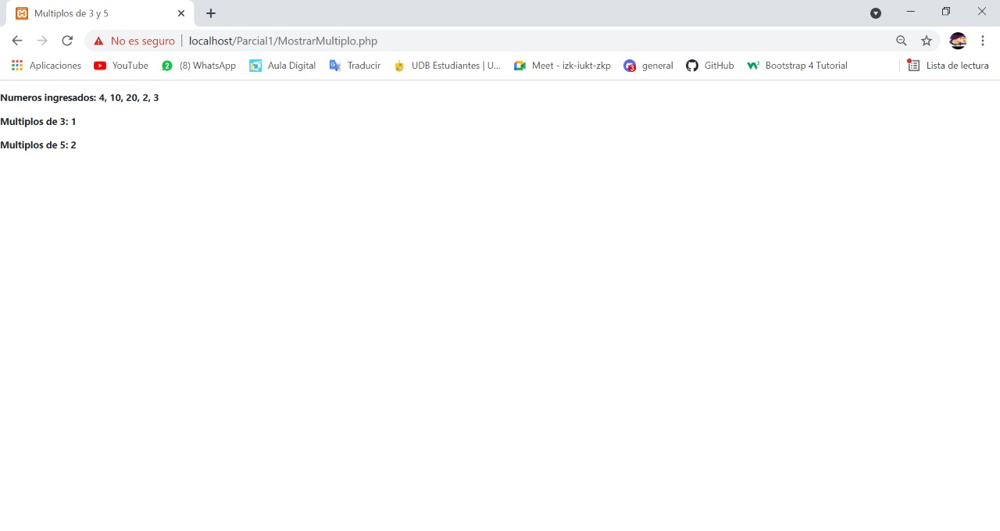 Multiplos de 3 y 5
No es seguro | localhost/Parcial1/MostrarMultiplo.php
Aplicaciones YouTube 2 (8) WhatsApp Aula Digital Traducir UDB Estudiantes | U... Meet - izk-iukt-zkp 3 general GitHub Bootstrap 4 Tutorial Lista de lectura
Numeros ingresados: 4, 10, 20, 2, 3
Multiplos de 3: 1
Multiplos de 5: 2